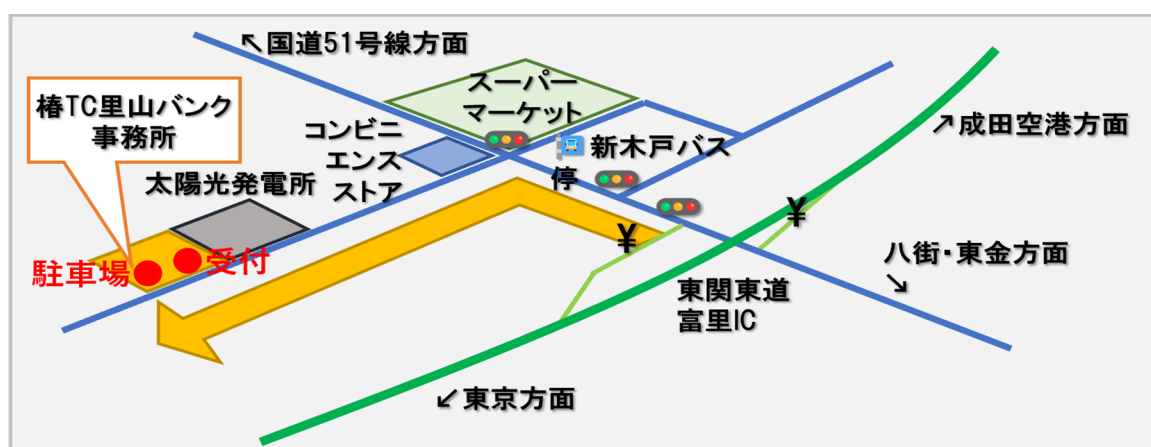 ↖国道51号線方面
スーパー
マーケット
椿TC里山バンク
事務所
コンビニ
エンス
ストア
新木戸バス
停
↗成田空港方面
太陽光発電所
¥
¥
受付
駐車場
八街・東金方面
↘
東関東道
富里IC
↙東京方面